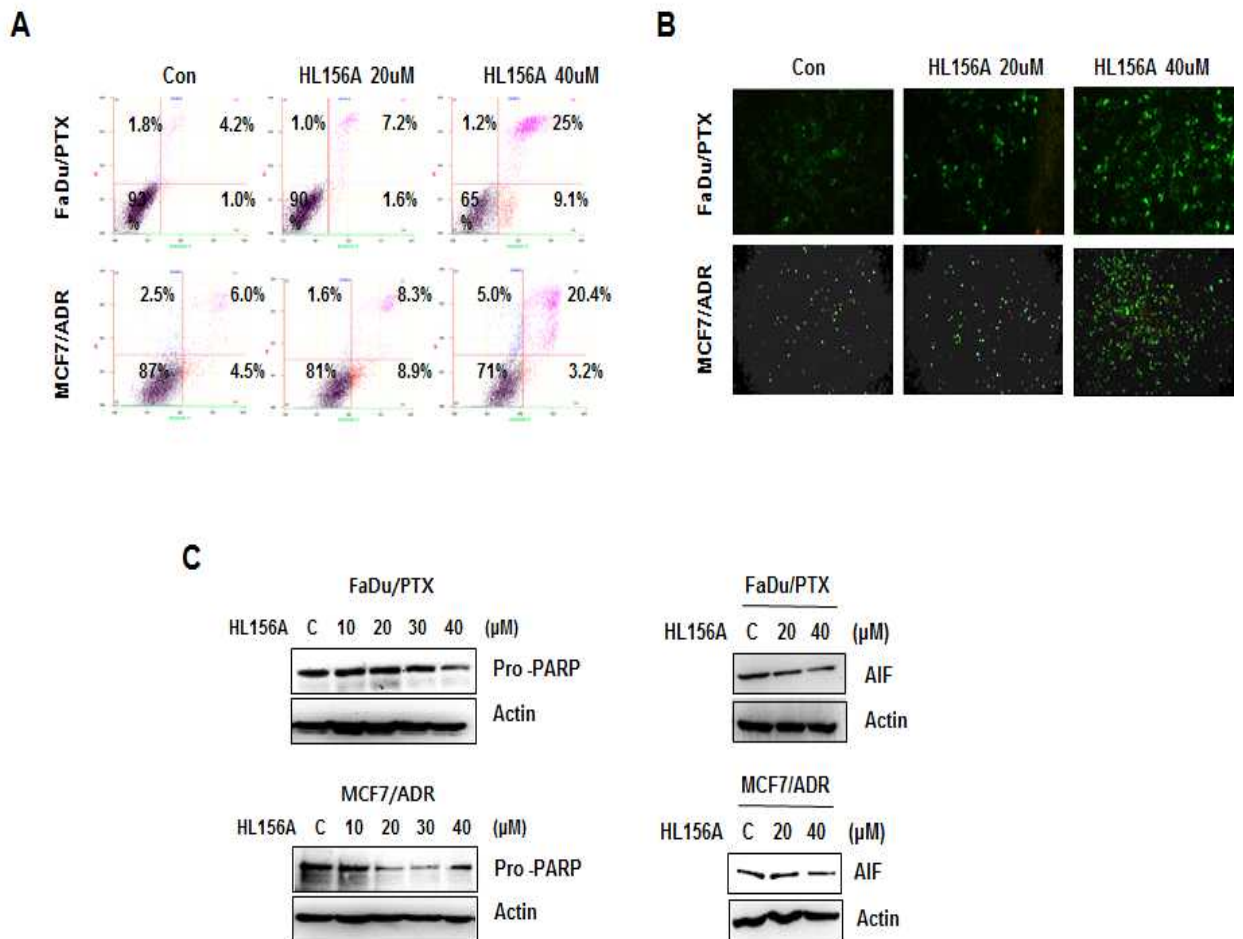 A
Con HL156A 20uM HL156A 40uM
FaDu/PTX
1.8% 4.2% 1.0% 7.2% 1.2% 25%
93% 1.0% 90% 1.6% 65% 9.1%
MCF7/ADR
2.5% 6.0% 1.6% 8.3% 5.0% 20.4%
87% 4.5% 81% 8.9% 71% 3.2%
B
Con HL156A 20uM HL156A 40uM
FaDu/PTX
MCF7/ADR
C
FaDu/PTX
HL156A C 10 20 30 40 (µM)
Pro -PARP
Actin
MCF7/ADR
HL156A C 10 20 30 40 (µM)
Pro -PARP
Actin
FaDu/PTX
HL156A C 20 40 (µM)
AIF
Actin
MCF7/ADR
HL156A C 20 40 (µM)
AIF
Actin